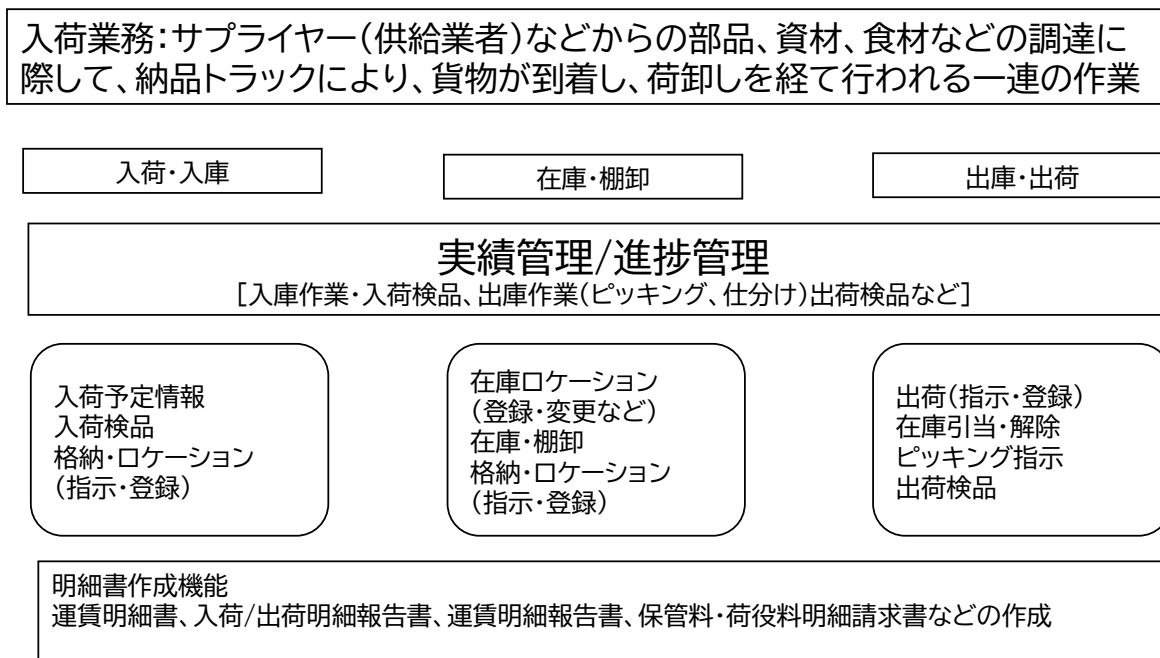 入荷業務：サプライヤー（供給業者）などからの部品、資材、食材などの調達に
際して、納品トラックにより、貨物が到着し、荷卸しを経て行われる一連の作業
入荷・入庫
在庫・棚卸
出庫・出荷
実績管理/進捗管理
[入庫作業・入荷検品、出庫作業(ピッキング、仕分け)出荷検品など]
入荷予定情報
入荷検品
格納・ロケーション
(指示・登録)
在庫ロケーション
(登録・変更など)
在庫・棚卸
格納・ロケーション
(指示・登録)
出荷(指示・登録)
在庫引当・解除
ピッキング指示
出荷検品
明細書作成機能
運賃明細書、入荷/出荷明細報告書、運賃明細報告書、保管料・荷役料明細請求書などの作成